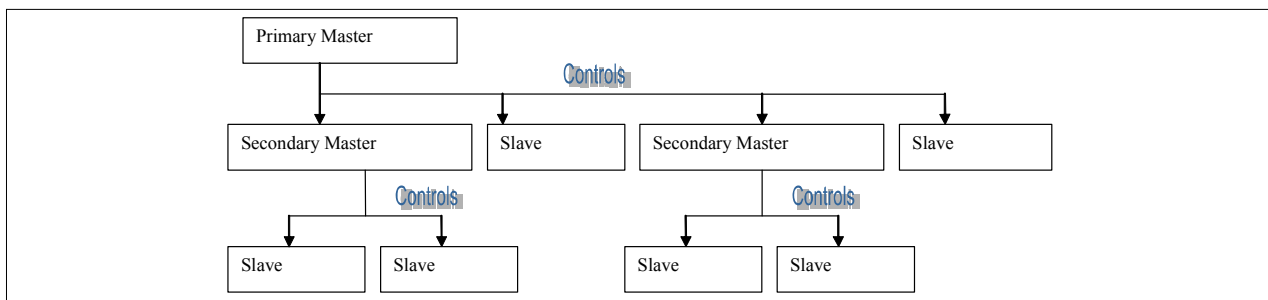 Primary Master
Controls
Secondary Master
Slave
Secondary Master
Slave
Controls
Controls
Slave
Slave
Slave
Slave